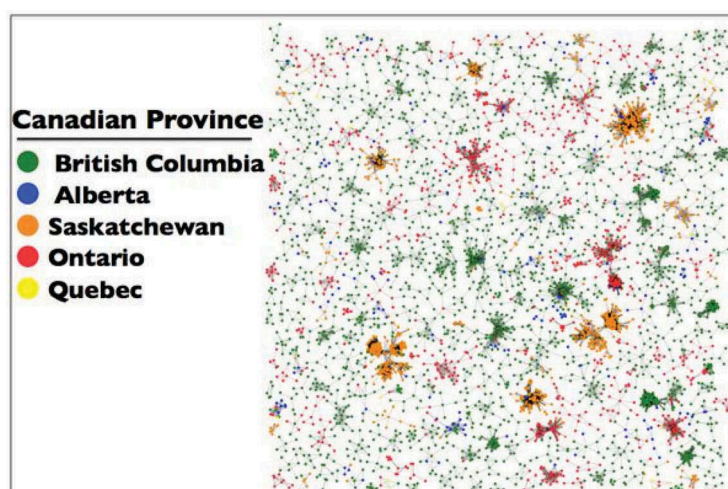 Canadian Province
British Columbia
Alberta
Saskatchewan
Ontario
Quebec